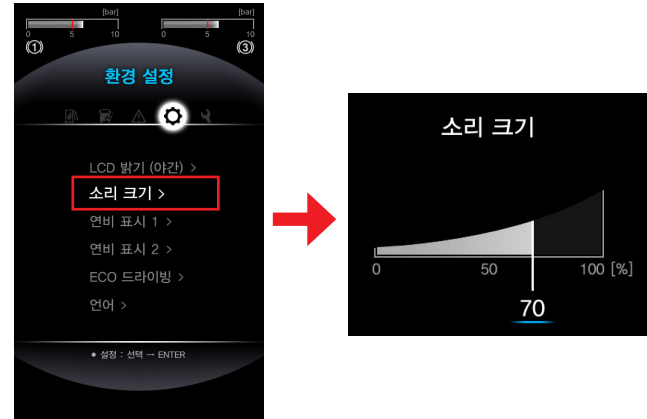 [bar] [bar]
0 5 10 0 5 10
(1) (3)
환경 설정
LCD 밝기 (야간) >
소리 크기 >
연비 표시 1 >
연비 표시 2 >
ECO 드라이빙 >
언어 >
● 설정 : 선택 → ENTER
소리 크기
0 50 100 [%]
70